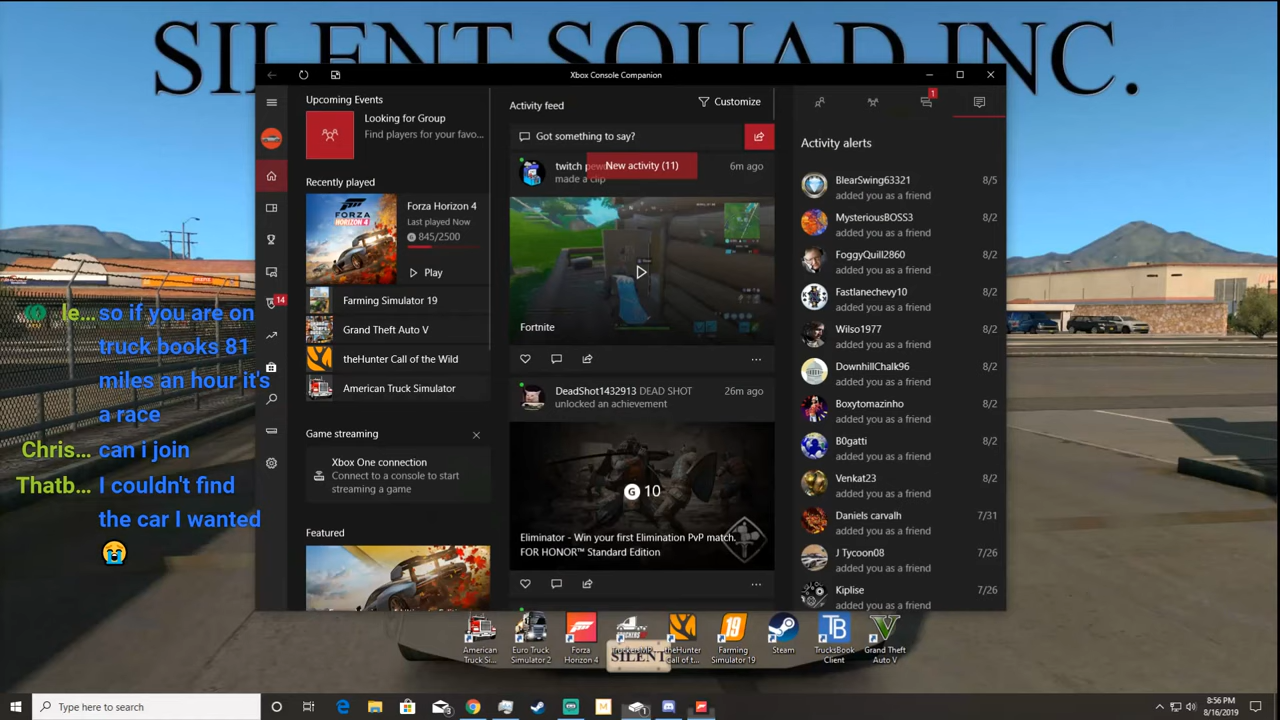 SILENT SQUAD INC.
Xbox Console Companion
Upcoming Events
Looking for Group
Find players for your favo...
Recently played
Forza Horizon 4
Last played Now
845/2500
Play
Farming Simulator 19
Grand Theft Auto V
theHunter Call of the Wild
American Truck Simulator
Game streaming
Xbox One connection
Connect to a console to start
streaming a game
Featured
Activity feed
Customize
Got something to say?
New activity (11)
twitch
made a clip
6m ago
Fortnite
DeadShot1432913 DEAD SHOT
unlocked an achievement
26m ago
G 10
Eliminator - Win your first Elimination PvP match.
FOR HONOR™ Standard Edition
1
Activity alerts
BlearSwing63321 8/5
added you as a friend
MysteriousBOSS3 8/2
added you as a friend
FoggyQuill2860 8/2
added you as a friend
Fastlanechevy10 8/2
added you as a friend
Wilso1977 8/2
added you as a friend
DownhillChalk96 8/2
added you as a friend
Boxytomazinho 8/2
added you as a friend
B0gatti 8/2
added you as a friend
Venkat23 8/2
added you as a friend
Daniels carvalh 7/31
added you as a friend
J Tycoon08 7/26
added you as a friend
Kiplise 7/26
added you as a friend
14
FORZA
HORIZON 4
le... so if you are on
truck books 81
miles an hour it's
a race
Chris... can i join
Thatb... I couldn't find
the car I wanted
😭
American
Truck Si...
Euro Truck
Simulator 2
Forza
Horizon 4
TruckersMP
theHunter
Call of t...
19
Farming
Simulator 19
Steam
TB
TrucksBook
Client
V
Grand Theft
Auto V
SILENT
Type here to search
8:56 PM
8/16/2019